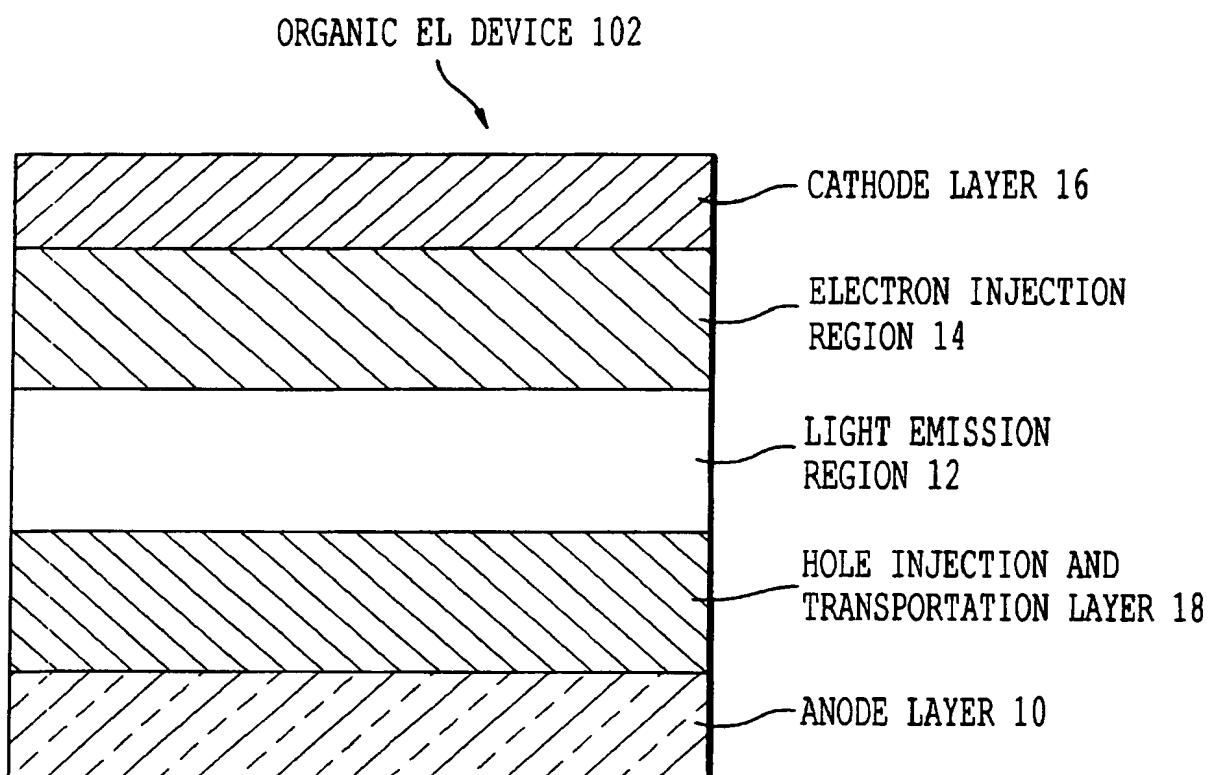 ORGANIC EL DEVICE 102
CATHODE LAYER 16
ELECTRON INJECTION
REGION 14
LIGHT EMISSION
REGION 12
HOLE INJECTION AND
TRANSPORTATION LAYER 18
ANODE LAYER 10